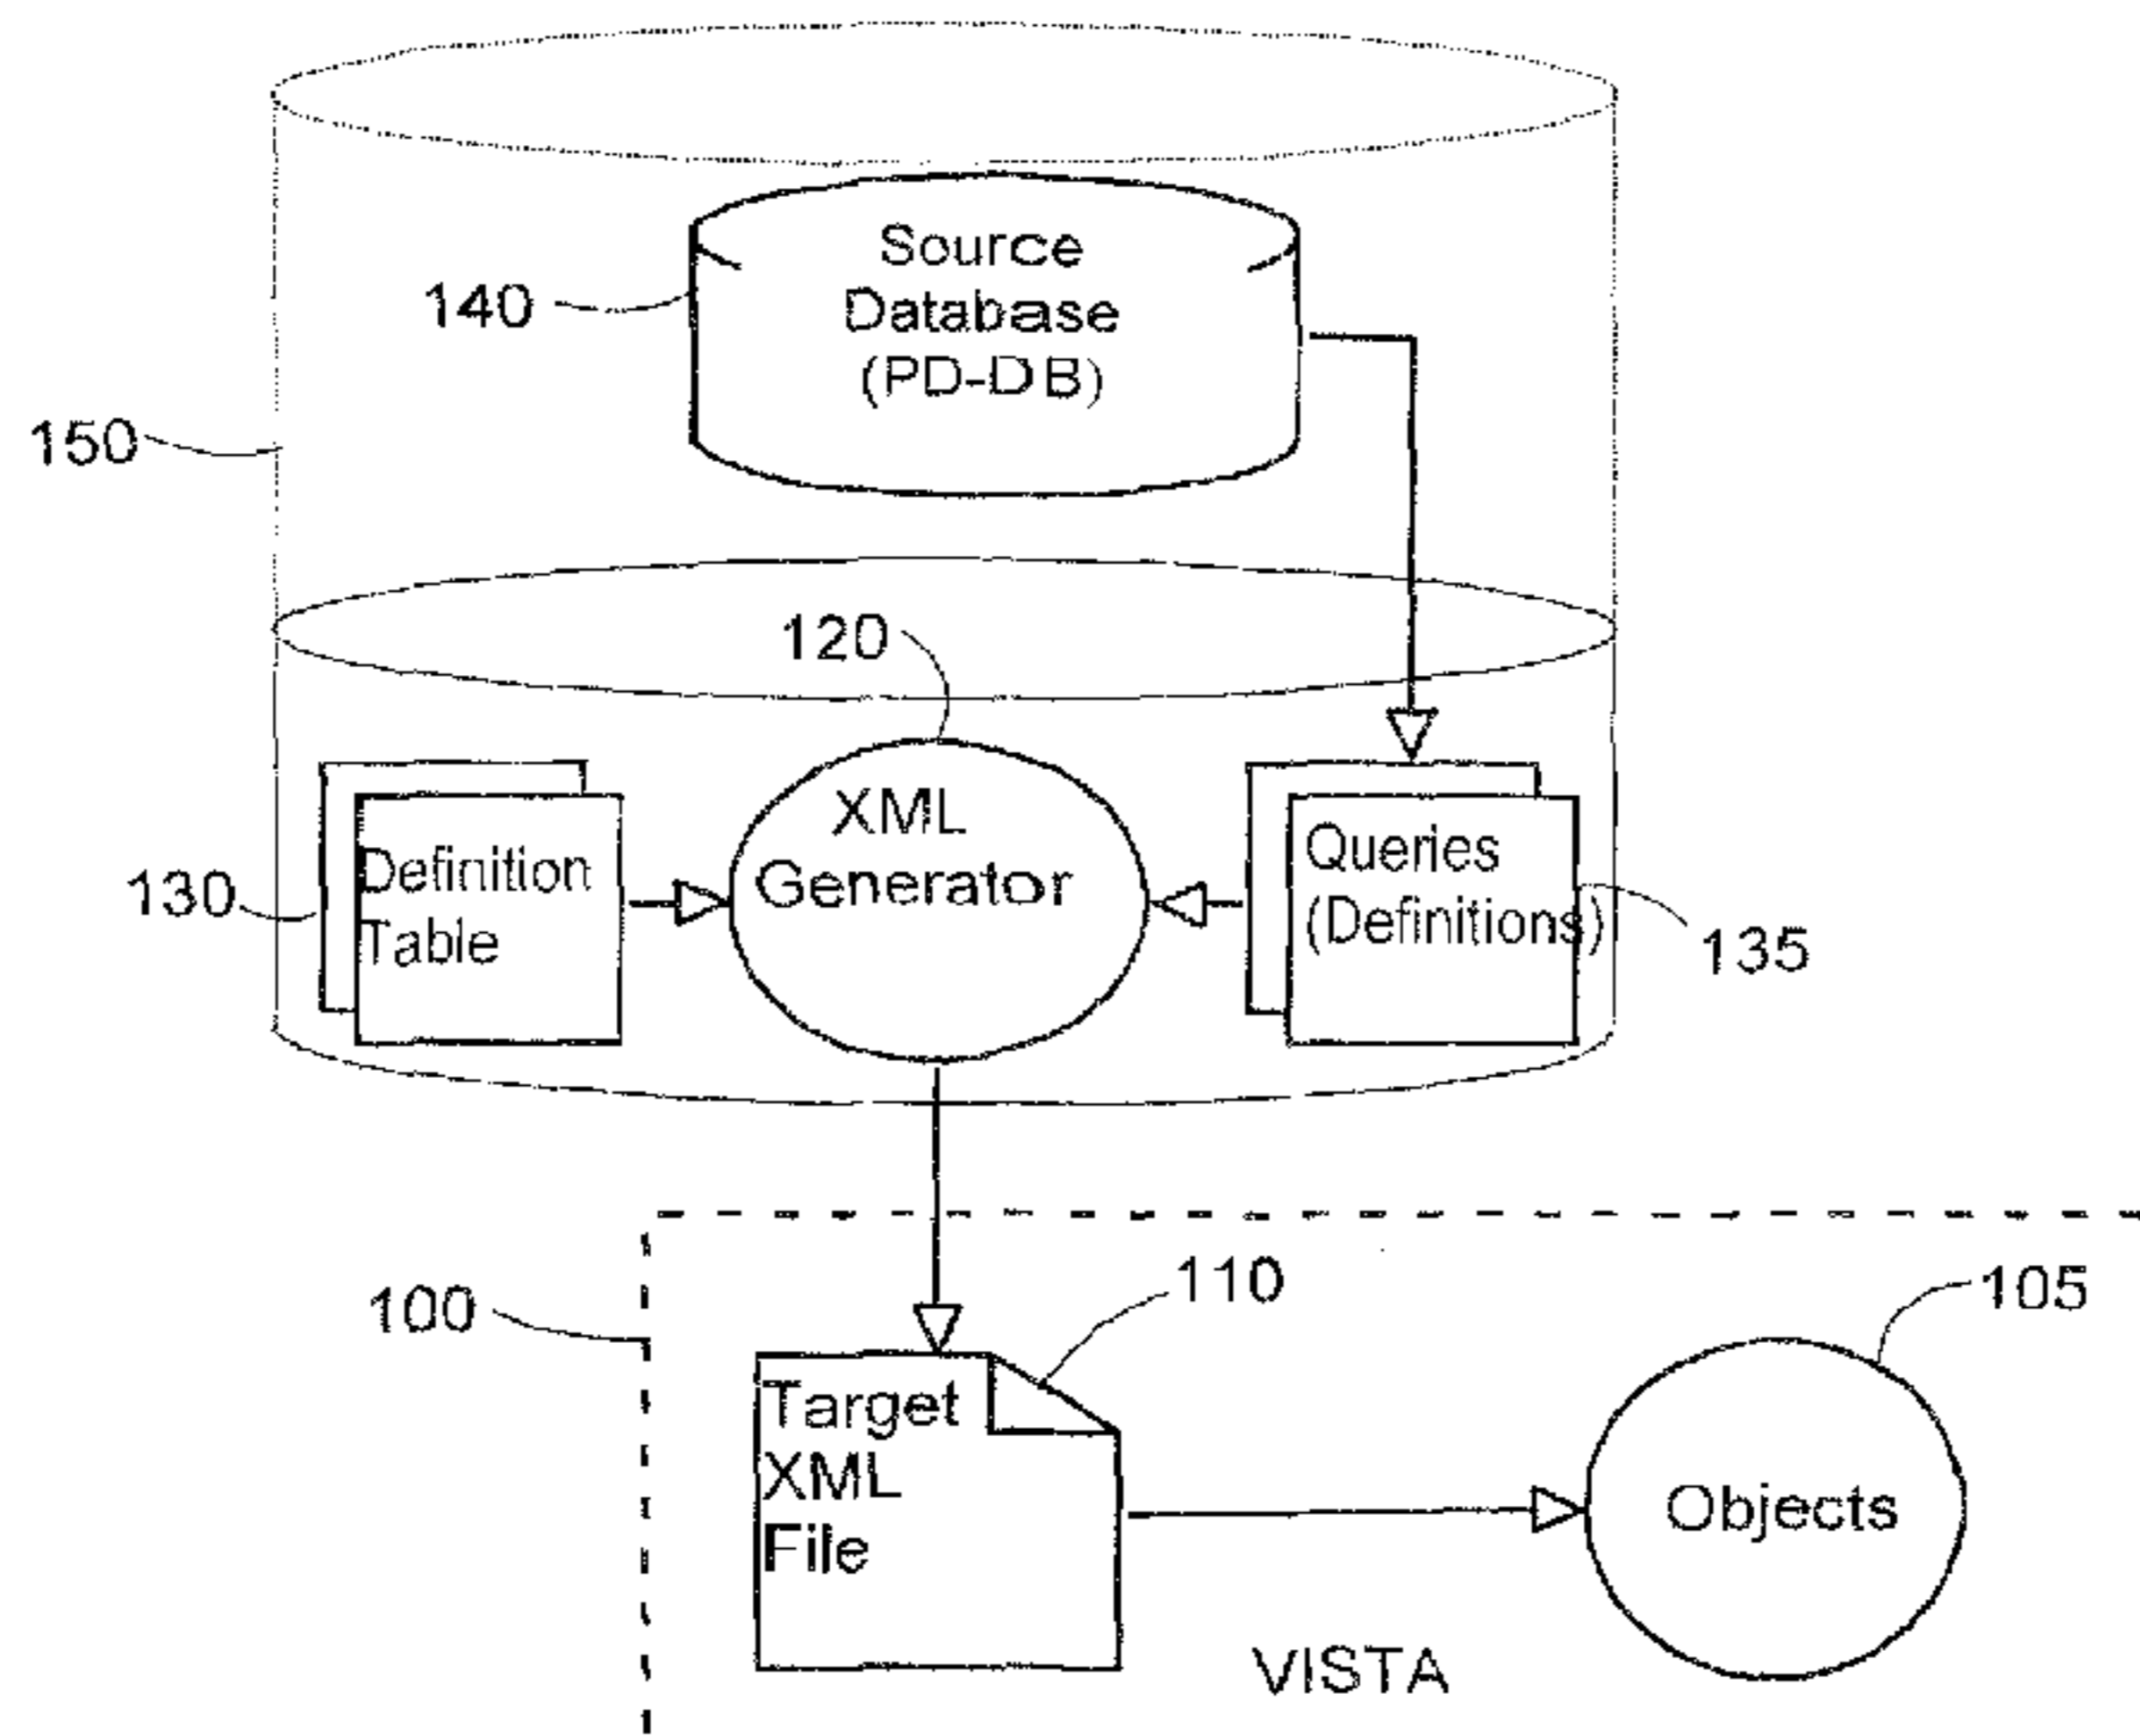 Source
Database
(PD-DB)
140
150
120
XML
Generator
Definition
Table
130
Queries
(Definitions)
135
100
110
105
Target
XML
File
Objects
VISTA